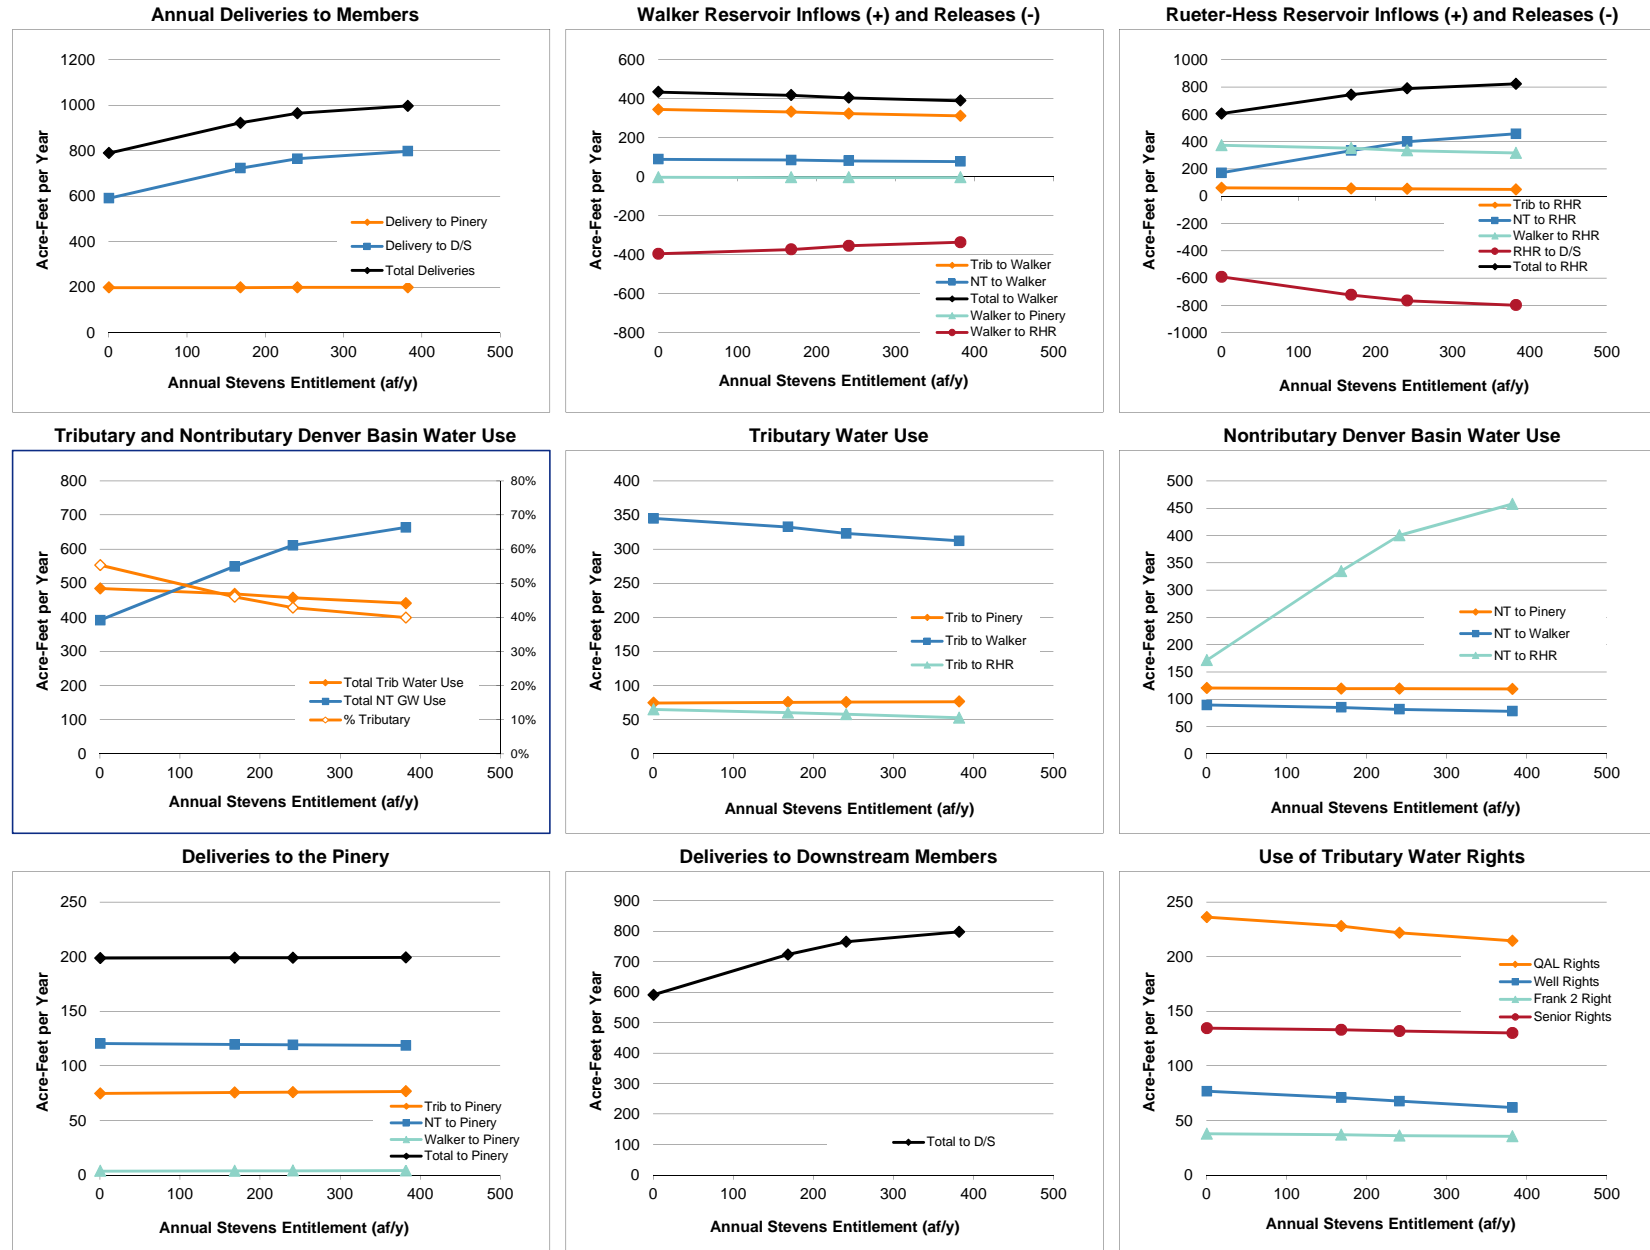 Annual Deliveries to Members
1200
1000
800
600
400
200
0
0 100 200 300 400 500
Acre-Feet per Year
Annual Stevens Entitlement (af/y)
Delivery to Pinery
Delivery to D/S
Total Deliveries
Walker Reservoir Inflows (+) and Releases (-)
600
400
200
0
-200
-400
-600
-800
0 100 200 300 400 500
Acre-Feet per Year
Annual Stevens Entitlement (af/y)
Trib to Walker
NT to Walker
Total to Walker
Walker to Pinery
Walker to RHR
Rueter-Hess Reservoir Inflows (+) and Releases (-)
1000
800
600
400
200
0
-200
-400
-600
-800
-1000
0 100 200 300 400 500
Acre-Feet per Year
Annual Stevens Entitlement (af/y)
Trib to RHR
NT to RHR
Walker to RHR
RHR to D/S
Total to RHR
Tributary and Nontributary Denver Basin Water Use
800
700
600
500
400
300
200
100
0
80%
70%
60%
50%
40%
30%
20%
10%
0%
0 100 200 300 400 500
Acre-Feet per Year
Annual Stevens Entitlement (af/y)
Total Trib Water Use
Total NT GW Use
% Tributary
Tributary Water Use
400
350
300
250
200
150
100
50
0
0 100 200 300 400 500
Acre-Feet per Year
Annual Stevens Entitlement (af/y)
Trib to Pinery
Trib to Walker
Trib to RHR
Nontributary Denver Basin Water Use
500
450
400
350
300
250
200
150
100
50
0
0 100 200 300 400 500
Acre-Feet per Year
Annual Stevens Entitlement (af/y)
NT to Pinery
NT to Walker
NT to RHR
Deliveries to the Pinery
250
200
150
100
50
0
0 100 200 300 400 500
Acre-Feet per Year
Annual Stevens Entitlement (af/y)
Trib to Pinery
NT to Pinery
Walker to Pinery
Total to Pinery
Deliveries to Downstream Members
900
800
700
600
500
400
300
200
100
0
0 100 200 300 400 500
Acre-Feet per Year
Annual Stevens Entitlement (af/y)
Total to D/S
Use of Tributary Water Rights
250
200
150
100
50
0
0 100 200 300 400 500
Acre-Feet per Year
Annual Stevens Entitlement (af/y)
QAL Rights
Well Rights
Frank 2 Right
Senior Rights